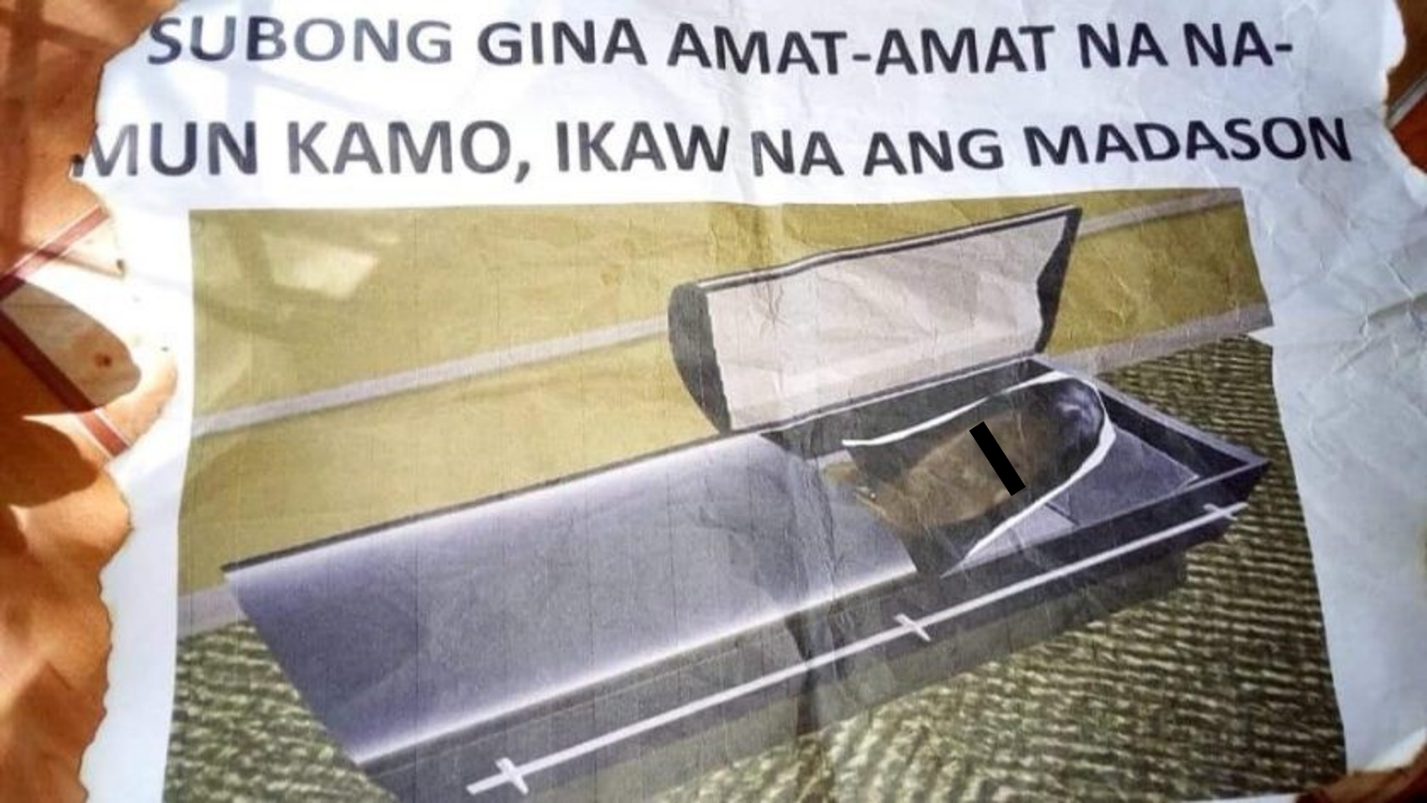 SUBONG GINA AMAT-AMAT NA NA-
MUN KAMO, IKAW NA ANG MADASON